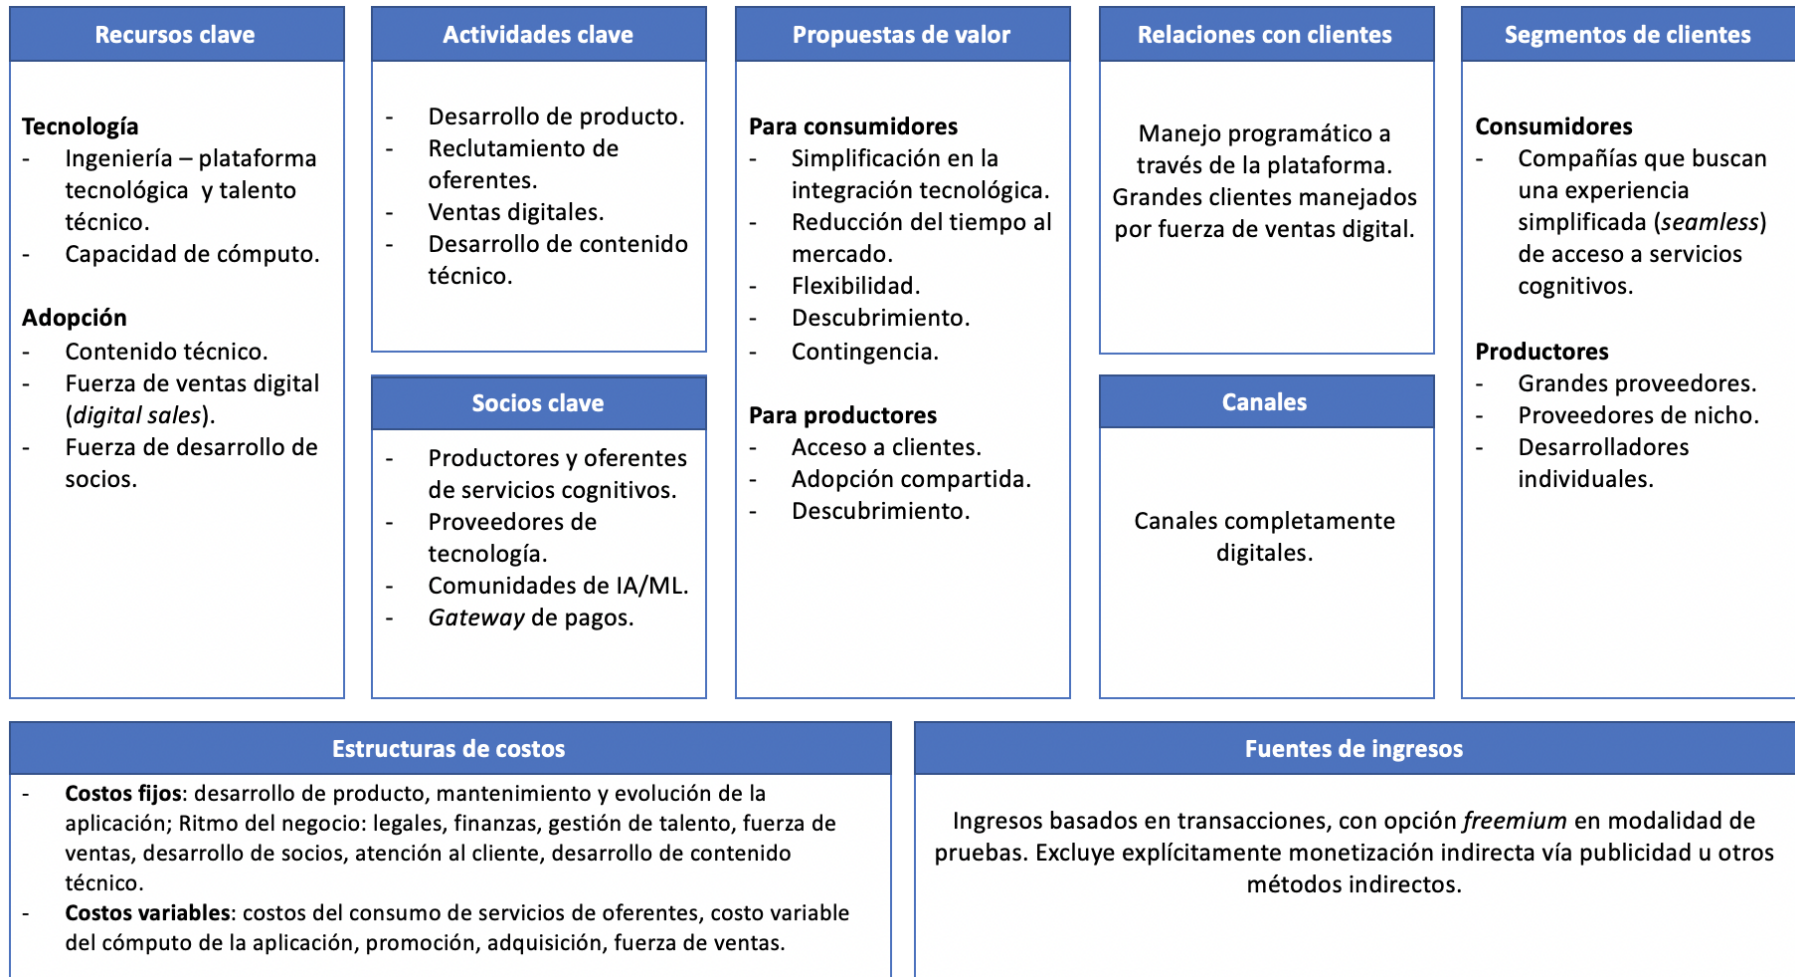 Recursos clave
Tecnología
- Ingeniería – plataforma
tecnológica y talento
técnico.
- Capacidad de cómputo.
Adopción
- Contenido técnico.
- Fuerza de ventas digital
(digital sales).
- Fuerza de desarrollo de
socios.
Actividades clave
- Desarrollo de producto.
- Reclutamiento de
oferentes.
- Ventas digitales.
- Desarrollo de contenido
técnico.
Socios clave
- Productores y oferentes
de servicios cognitivos.
- Proveedores de
tecnología.
- Comunidades de IA/ML.
- Gateway de pagos.
Propuestas de valor
Para consumidores
- Simplificación en la
integración tecnológica.
- Reducción del tiempo al
mercado.
- Flexibilidad.
- Descubrimiento.
- Contingencia.
Para productores
- Acceso a clientes.
- Adopción compartida.
- Descubrimiento.
Relaciones con clientes
Manejo programático a
través de la plataforma.
Grandes clientes manejados
por fuerza de ventas digital.
Canales
Canales completamente
digitales.
Segmentos de clientes
Consumidores
- Compañías que buscan
una experiencia
simplificada (seamless)
de acceso a servicios
cognitivos.
Productores
- Grandes proveedores.
- Proveedores de nicho.
- Desarrolladores
individuales.
Estructuras de costos
- Costos fijos: desarrollo de producto, mantenimiento y evolución de la
aplicación; Ritmo del negocio: legales, finanzas, gestión de talento, fuerza de
ventas, desarrollo de socios, atención al cliente, desarrollo de contenido
técnico.
- Costos variables: costos del consumo de servicios de oferentes, costo variable
del cómputo de la aplicación, promoción, adquisición, fuerza de ventas.
Fuentes de ingresos
Ingresos basados en transacciones, con opción freemium en modalidad de
pruebas. Excluye explícitamente monetización indirecta vía publicidad u otros
métodos indirectos.